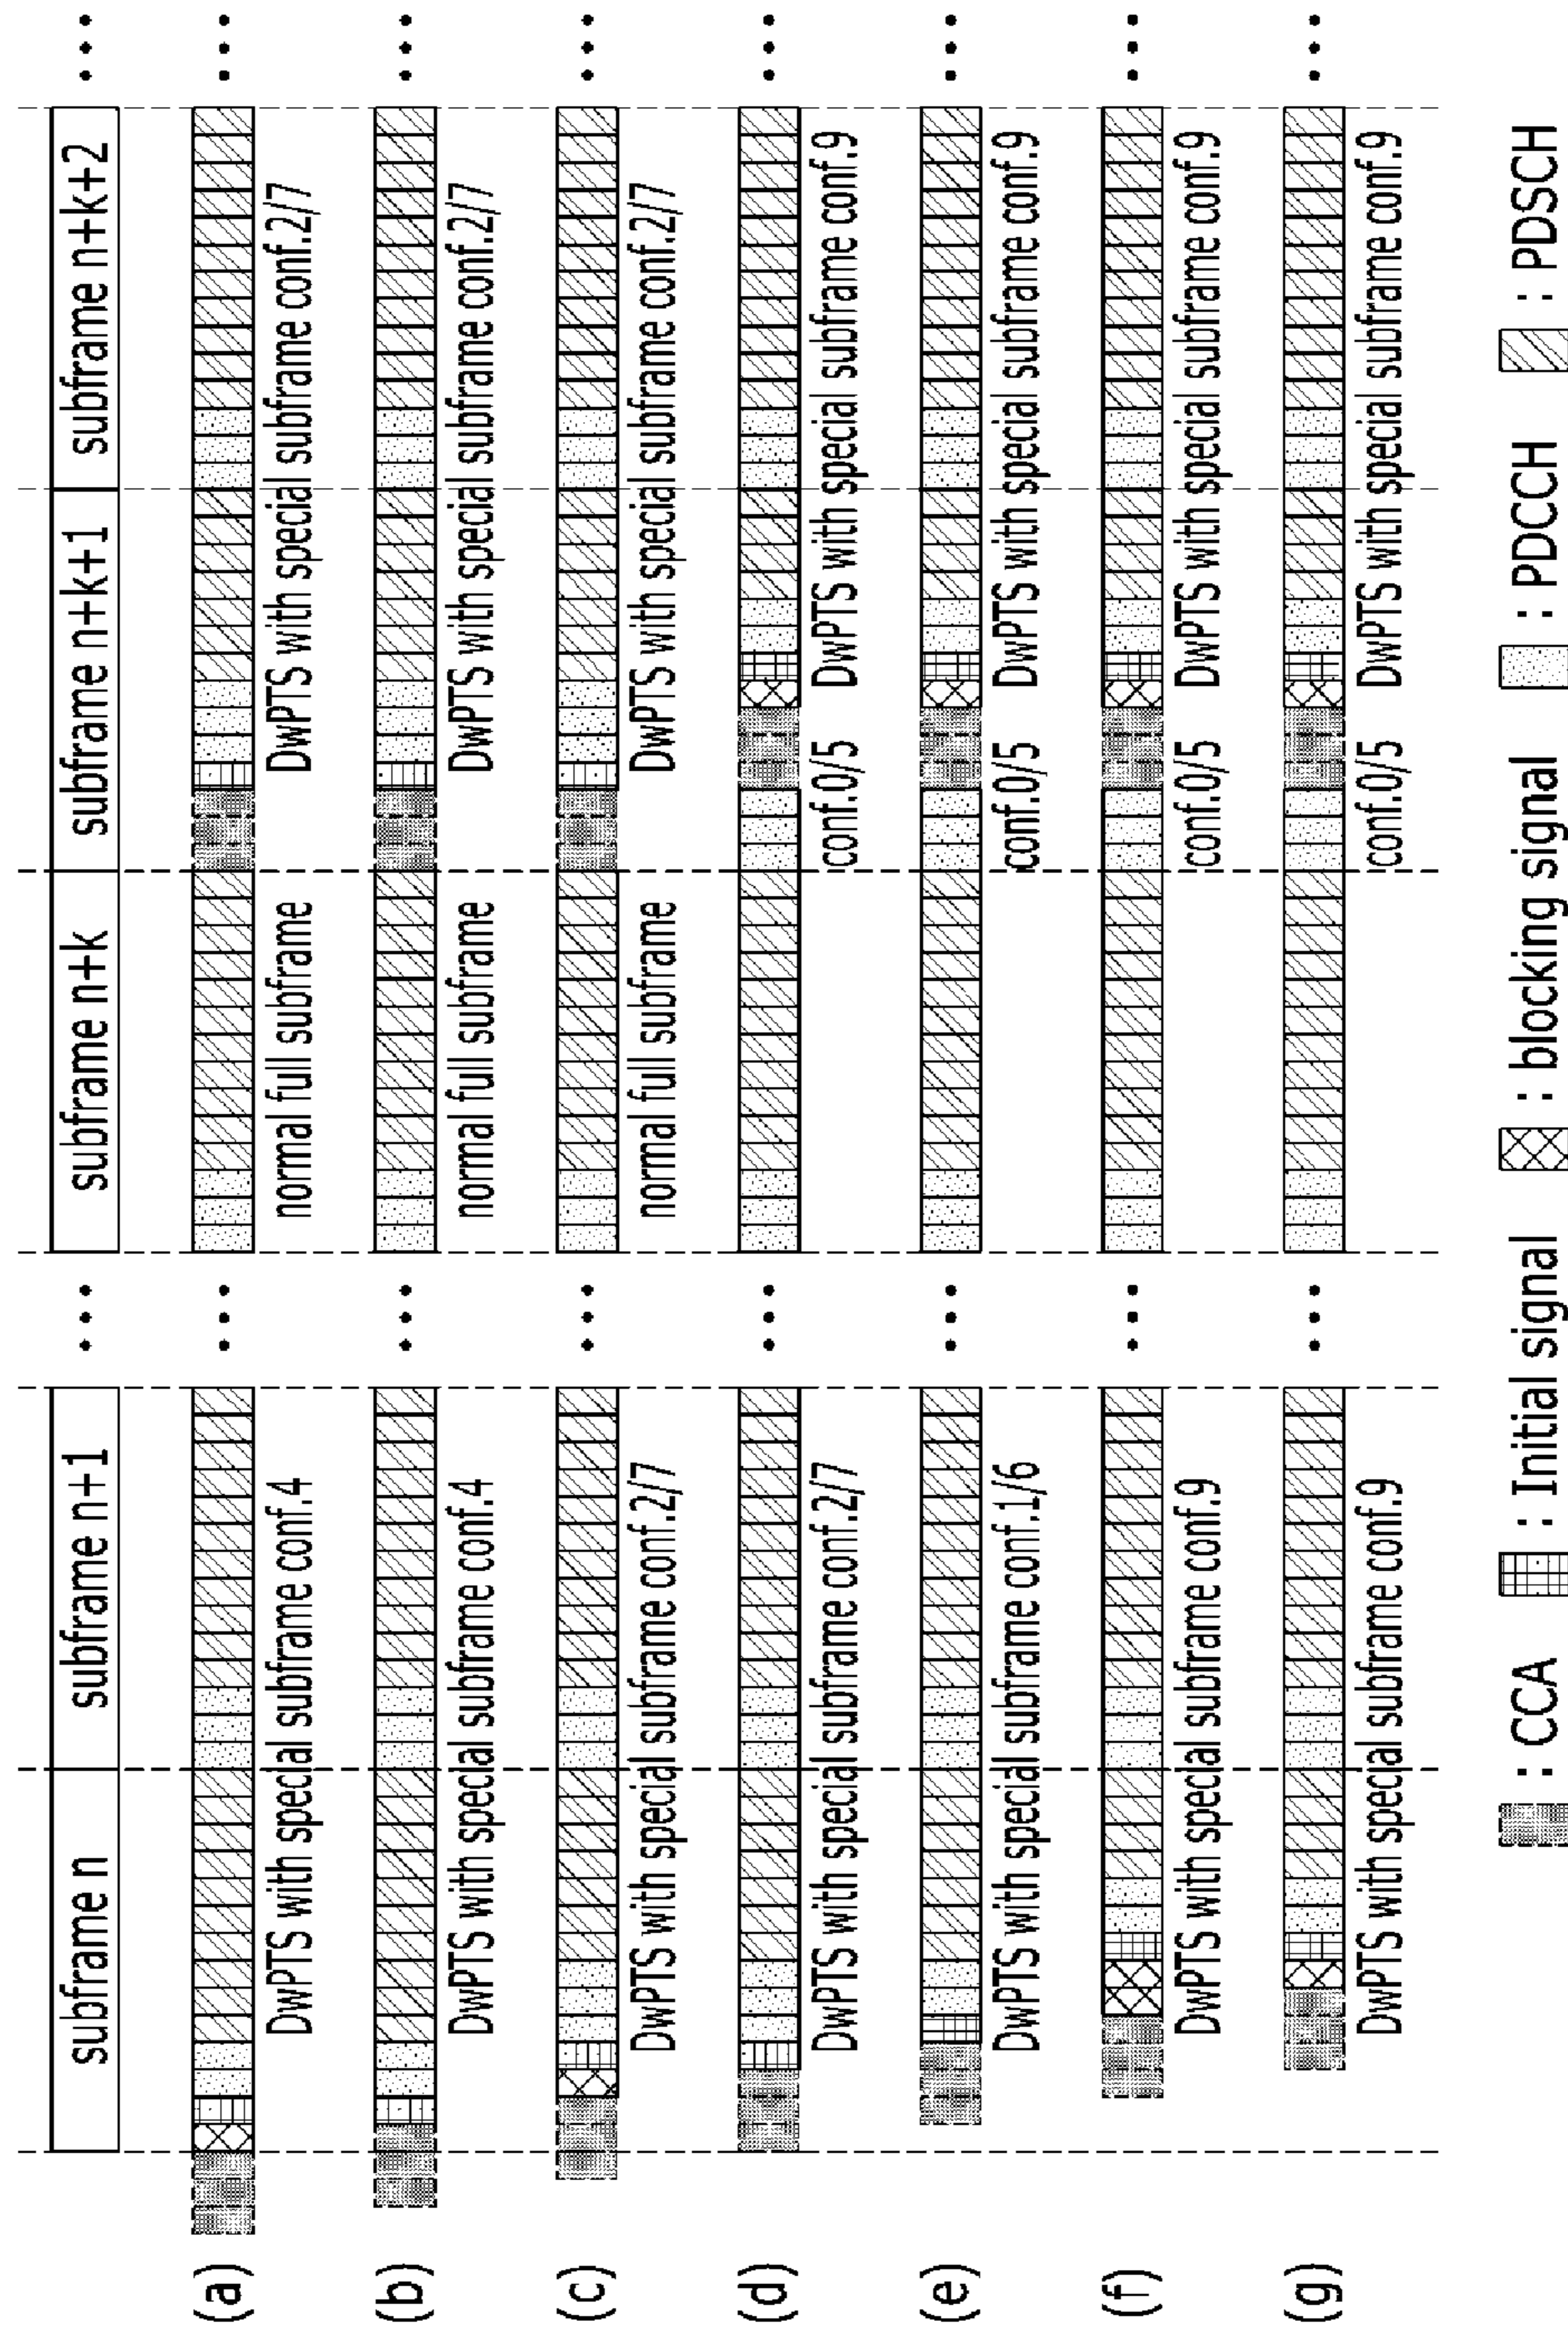 subframe n subframe n+1 ••• subframe n+k subframe n+k+1 subframe n+k+2 •••
(a) ••• •••
DwPTS with special subframe conf.4 normal full subframe DwPTS with special subframe conf.2/7
(b) ••• •••
DwPTS with special subframe conf.4 normal full subframe DwPTS with special subframe conf.2/7
(c) ••• •••
DwPTS with special subframe conf.2/7 normal full subframe DwPTS with special subframe conf.2/7
(d) ••• •••
DwPTS with special subframe conf.2/7 conf.0/5 DwPTS with special subframe conf.9
(e) ••• •••
DwPTS with special subframe conf.1/6 conf.0/5 DwPTS with special subframe conf.9
(f) ••• •••
DwPTS with special subframe conf.9 conf.0/5 DwPTS with special subframe conf.9
(g) ••• •••
DwPTS with special subframe conf.9 conf.0/5 DwPTS with special subframe conf.9
: CCA : Initial signal : blocking signal : PDCCH : PDSCH